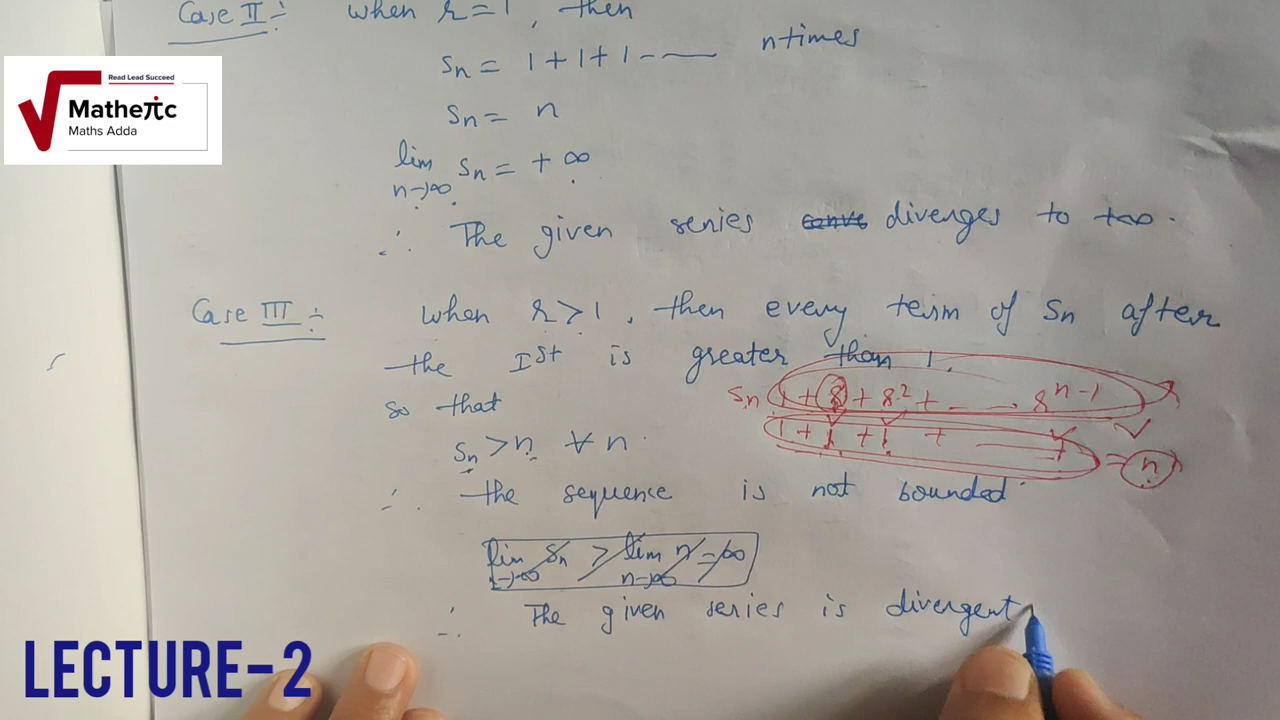 Case II :- when r = 1, then
Sn = 1 + 1 + 1 - - —— n times
Sn = n
lim n→∞ Sn = + ∞
∴ The given series diverges to +∞.
Case III :- when r > 1, then every term of Sn after
the Ist is greater than 1.
so that
Sn > n ∀ n.
Sn 1 + r + r² + - - - . r^n-1
1 + 1 + 1 + —— 1 = n
∴ the sequence is not bounded.
lim n→∞ Sn > lim n→∞ n = ∞
∴ The given series is divergent
Read Lead Succeed
Matheπc
Maths Adda
LECTURE- 2